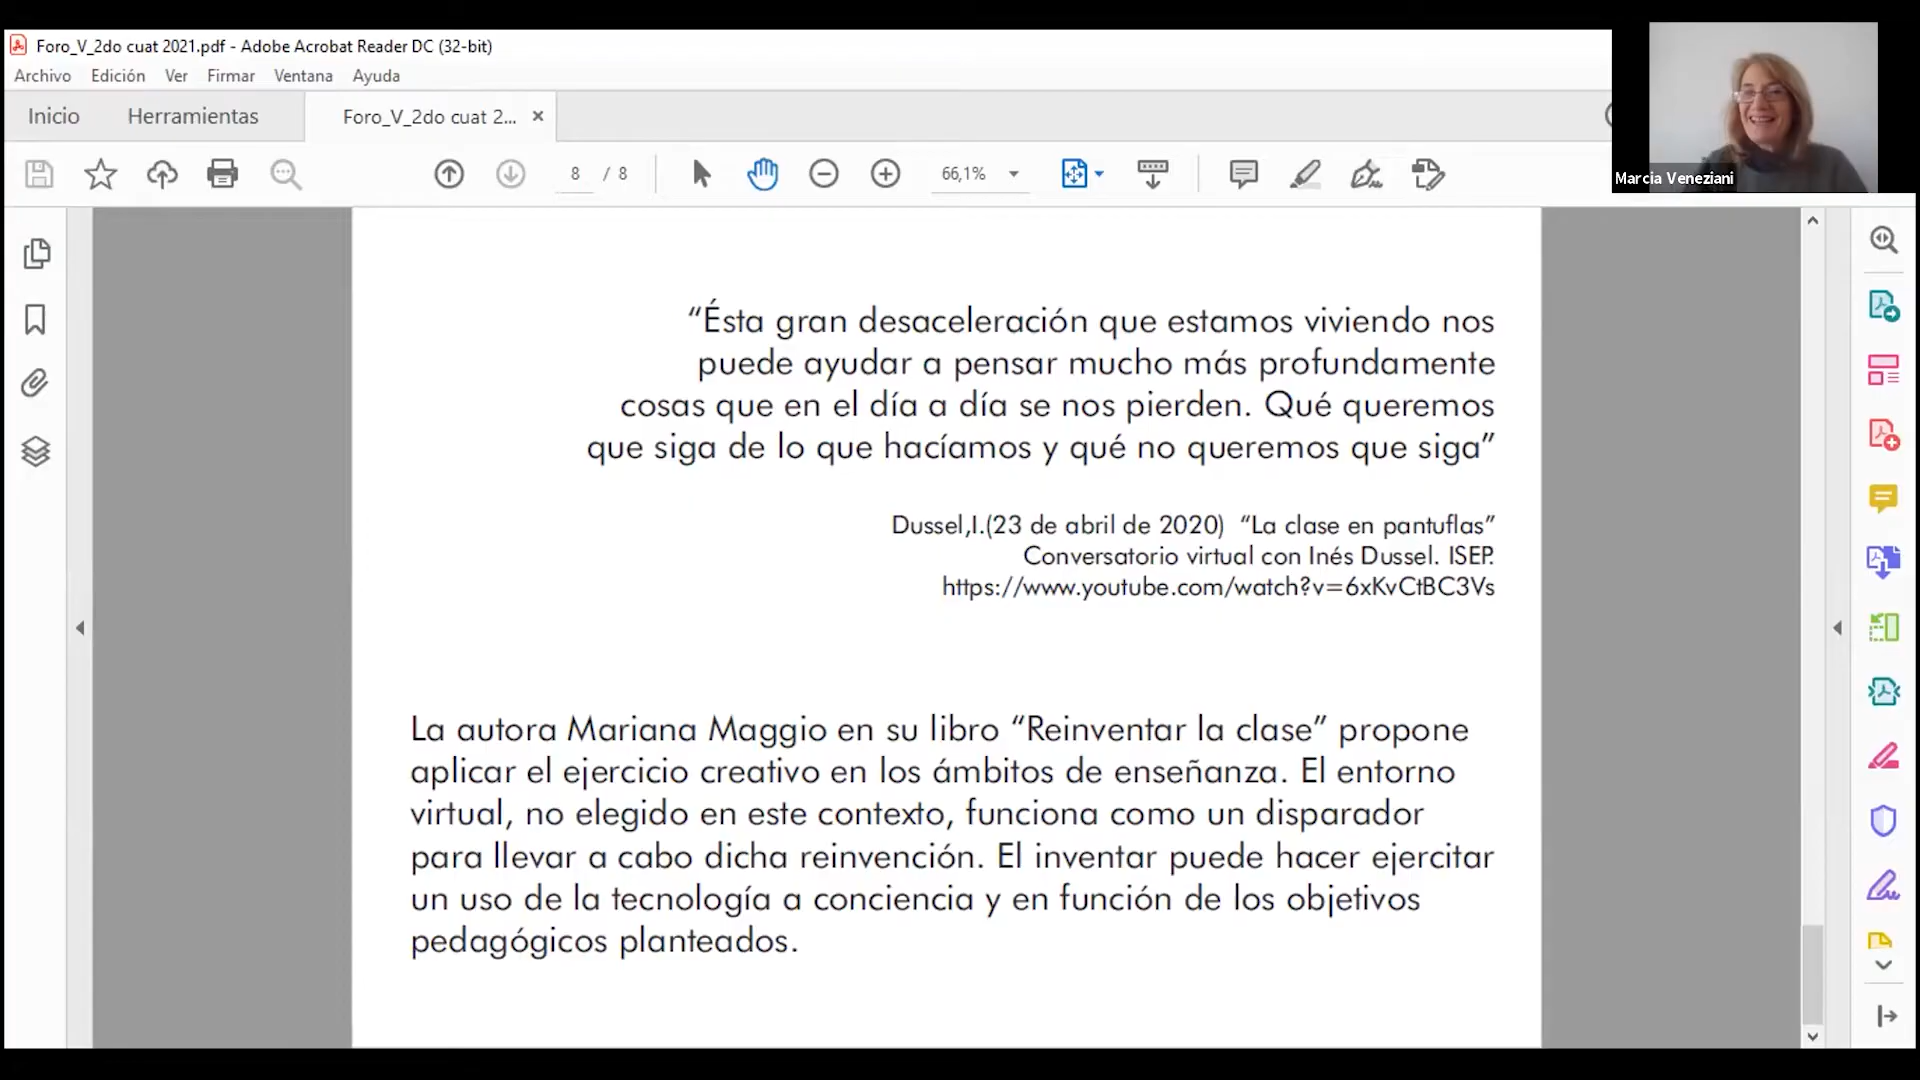 Foro_V_2do cuat 2021.pdf - Adobe Acrobat Reader DC (32-bit)
Archivo Edición Ver Firmar Ventana Ayuda
Inicio Herramientas Foro_V_2do cuat 2... ×
8 / 8 66,1%
Marcia Veneziani
“Ésta gran desaceleración que estamos viviendo nos
puede ayudar a pensar mucho más profundamente
cosas que en el día a día se nos pierden. Qué queremos
que siga de lo que hacíamos y qué no queremos que siga”
Dussel,I.(23 de abril de 2020) “La clase en pantuflas”
Conversatorio virtual con Inés Dussel. ISEP.
https://www.youtube.com/watch?v=6xKvCtBC3Vs
La autora Mariana Maggio en su libro “Reinventar la clase” propone
aplicar el ejercicio creativo en los ámbitos de enseñanza. El entorno
virtual, no elegido en este contexto, funciona como un disparador
para llevar a cabo dicha reinvención. El inventar puede hacer ejercitar
un uso de la tecnología a conciencia y en función de los objetivos
pedagógicos planteados.